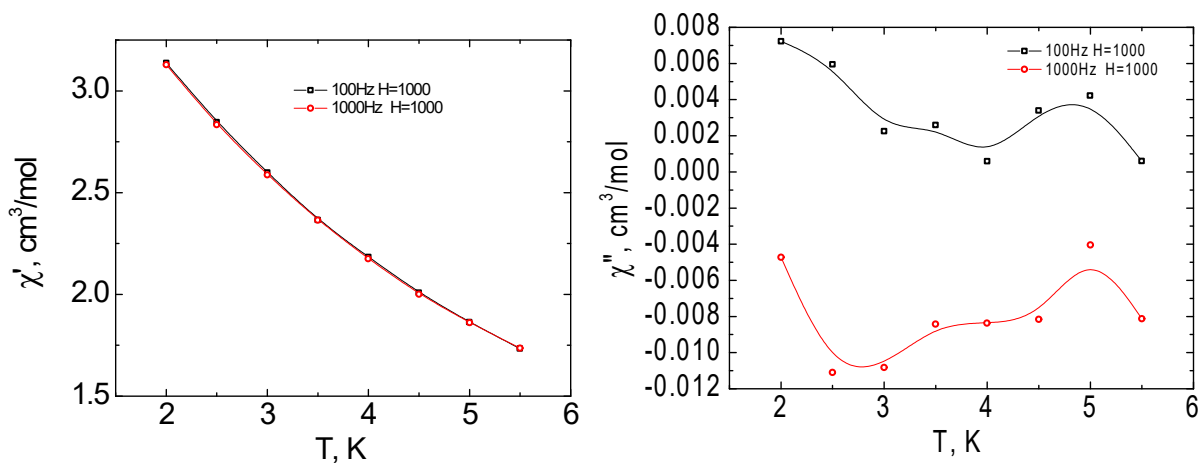 3.0
2.5
2.0
1.5
2 3 4 5 6
χ', cm³/mol
T, K
100Hz H=1000
1000Hz H=1000
0.008
0.006
0.004
0.002
0.000
-0.002
-0.004
-0.006
-0.008
-0.010
-0.012
2 3 4 5 6
χ", cm³/mol
T, K
100Hz H=1000
1000Hz H=1000